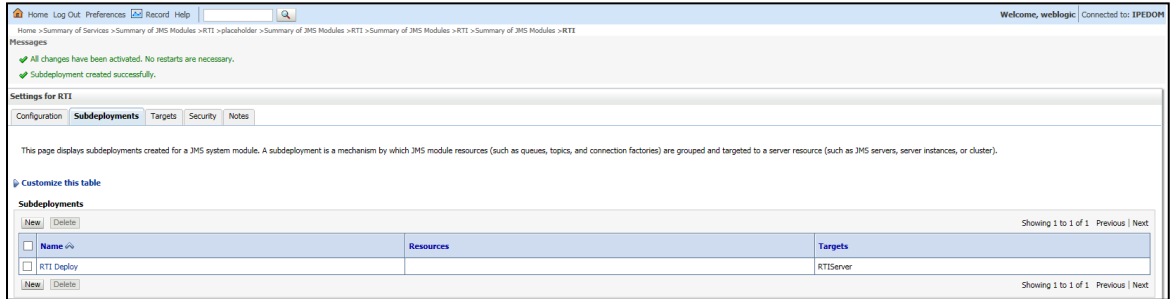 Home Log Out Preferences Record Help Welcome, weblogic Connected to: IPEDOM
Home >Summary of Services >Summary of JMS Modules >RTI >placeholder >Summary of JMS Modules >RTI >Summary of JMS Modules >RTI >Summary of JMS Modules >RTI
Messages
All changes have been activated. No restarts are necessary.
Subdeployment created successfully.
Settings for RTI
Configuration Subdeployments Targets Security Notes
This page displays subdeployments created for a JMS system module. A subdeployment is a mechanism by which JMS module resources (such as queues, topics, and connection factories) are grouped and targeted to a server resource (such as JMS servers, server instances, or cluster).
Customize this table
Subdeployments
New Delete Showing 1 to 1 of 1 Previous | Next
Name Resources Targets
RTI Deploy RTIServer
New Delete Showing 1 to 1 of 1 Previous | Next